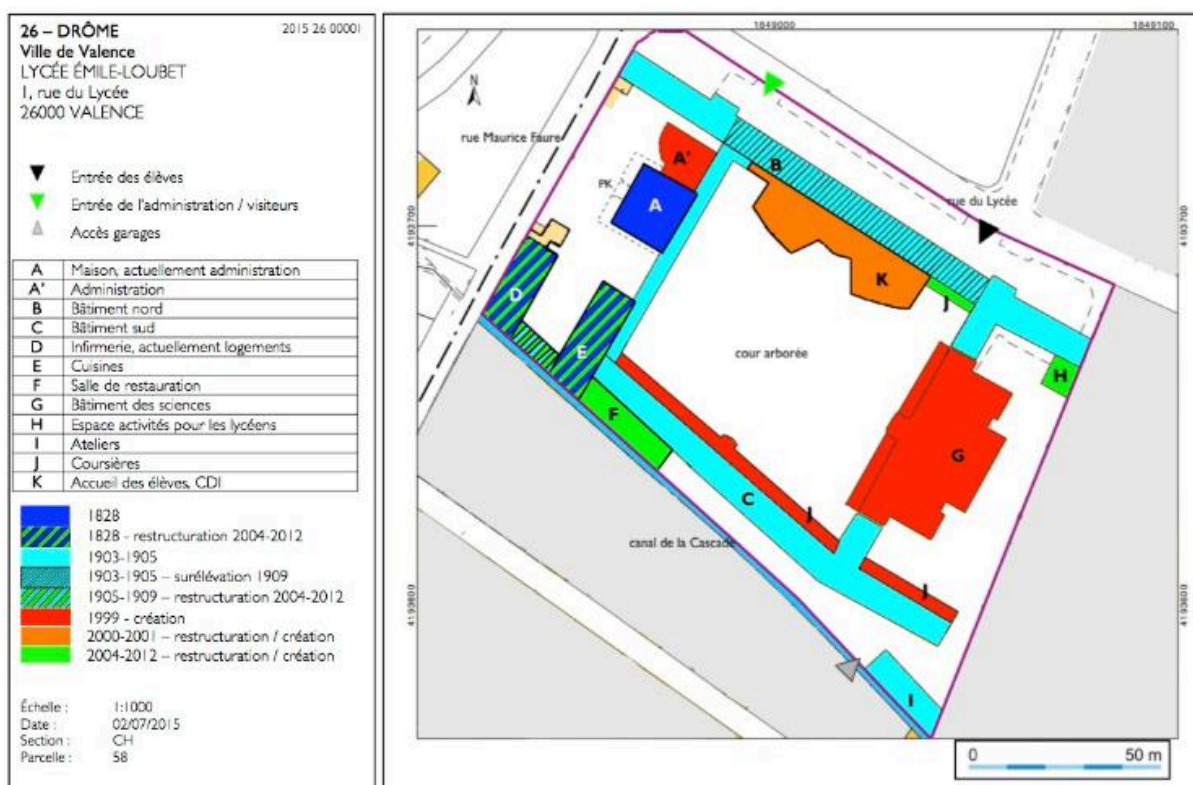 26 – DRÔME
2015 26 00001
Ville de Valence
LYCÉE ÉMILE-LOUBET
1, rue du Lycée
26000 VALENCE
Entrée des élèves
Entrée de l'administration / visiteurs
Accès garages
A Maison, actuellement administration
A' Administration
B Bâtiment nord
C Bâtiment sud
D Infirmerie, actuellement logements
E Cuisines
F Salle de restauration
G Bâtiment des sciences
H Espace activités pour les lycéens
I Ateliers
J Coursières
K Accueil des élèves, CDI
1828
1828 - restructuration 2004-2012
1903-1905
1903-1905 – surélévation 1909
1905-1909 – restructuration 2004-2012
1999 - création
2000-2001 – restructuration / création
2004-2012 – restructuration / création
Échelle : 1:1000
Date : 02/07/2015
Section : CH
Parcelle : 58
1849000
1849100
N
rue Maurice Faure
A'
B
PK
A
rue du Lycée
4193700
4193700
K
J
D
cour arborée
E
H
F
G
C
J
canal de la Cascade
J
4193600
4193600
I
0
50 m